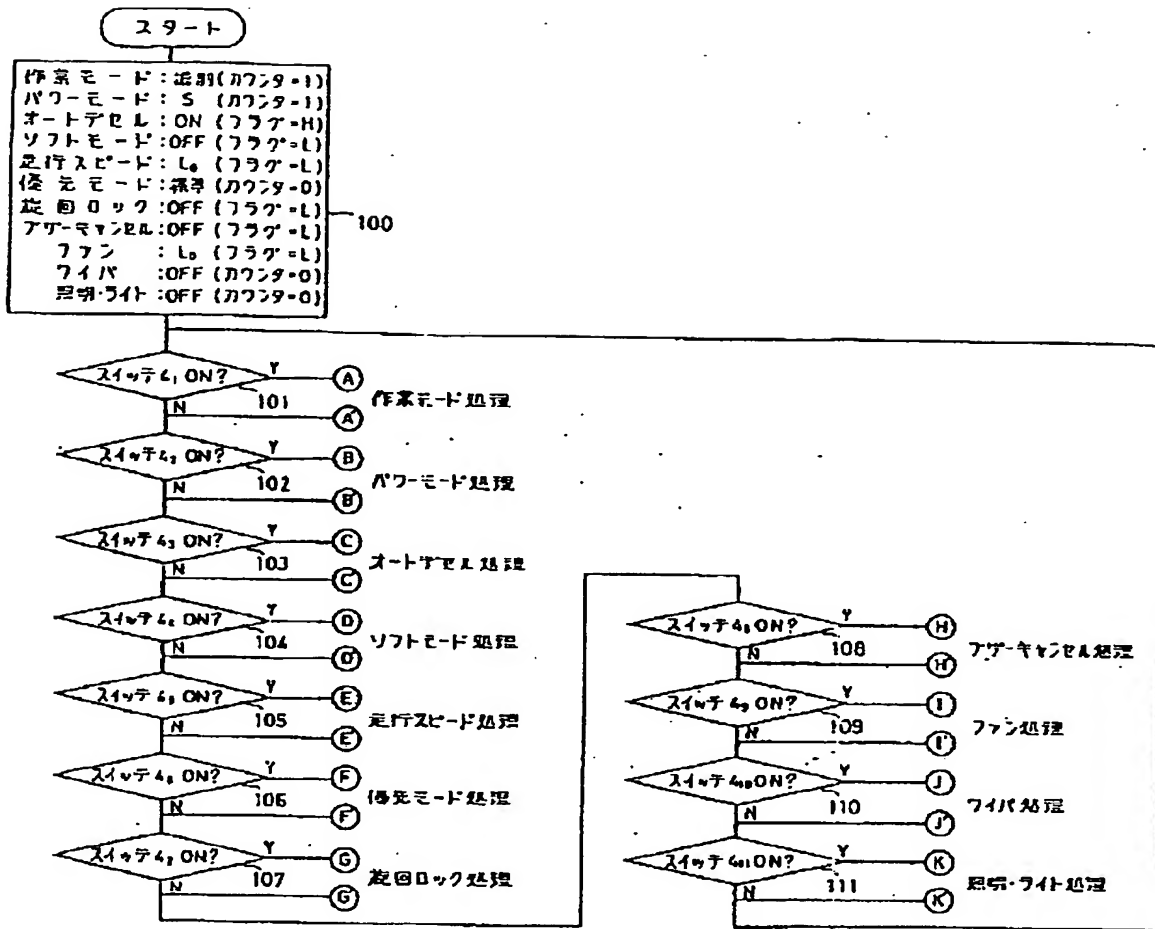 スタート
作業モード:掘削(カウンタ=1)
パワーモード:S (カウンタ=1)
オートデセル:ON (フラグ=H)
ソフトモード:OFF (フラグ=L)
走行スピード:Lo (フラグ=L)
優先モード:標準(カウンタ=0)
旋回ロック:OFF (フラグ=L)
ブザーキャンセル:OFF (フラグ=L)
ファン:Lo (フラグ=L)
ワイパ:OFF (カウンタ=0)
照明・ライト:OFF (カウンタ=0)
100
スイッチ4₁ ON? Y A
101
N A'
作業モード処理
スイッチ4₂ ON? Y B
102
N B'
パワーモード処理
スイッチ4₃ ON? Y C
103
N C'
オートデセル処理
スイッチ4₄ ON? Y D
104
N D'
ソフトモード処理
スイッチ4₅ ON? Y E
105
N E'
走行スピード処理
スイッチ4₆ ON? Y F
106
N F'
優先モード処理
スイッチ4₇ ON? Y G
107
N G'
旋回ロック処理
スイッチ4₈ ON? Y H
108
N H'
ブザーキャンセル処理
スイッチ4₉ ON? Y I
109
N I'
ファン処理
スイッチ4₁₀ ON? Y J
110
N J'
ワイパ処理
スイッチ4₁₁ ON? Y K
111
N K'
照明・ライト処理